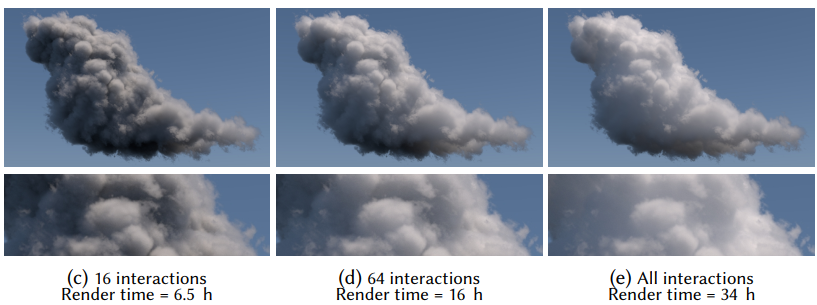 (c) 16 interactions
Render time = 6.5 h
(d) 64 interactions
Render time = 16 h
(e) All interactions
Render time = 34 h